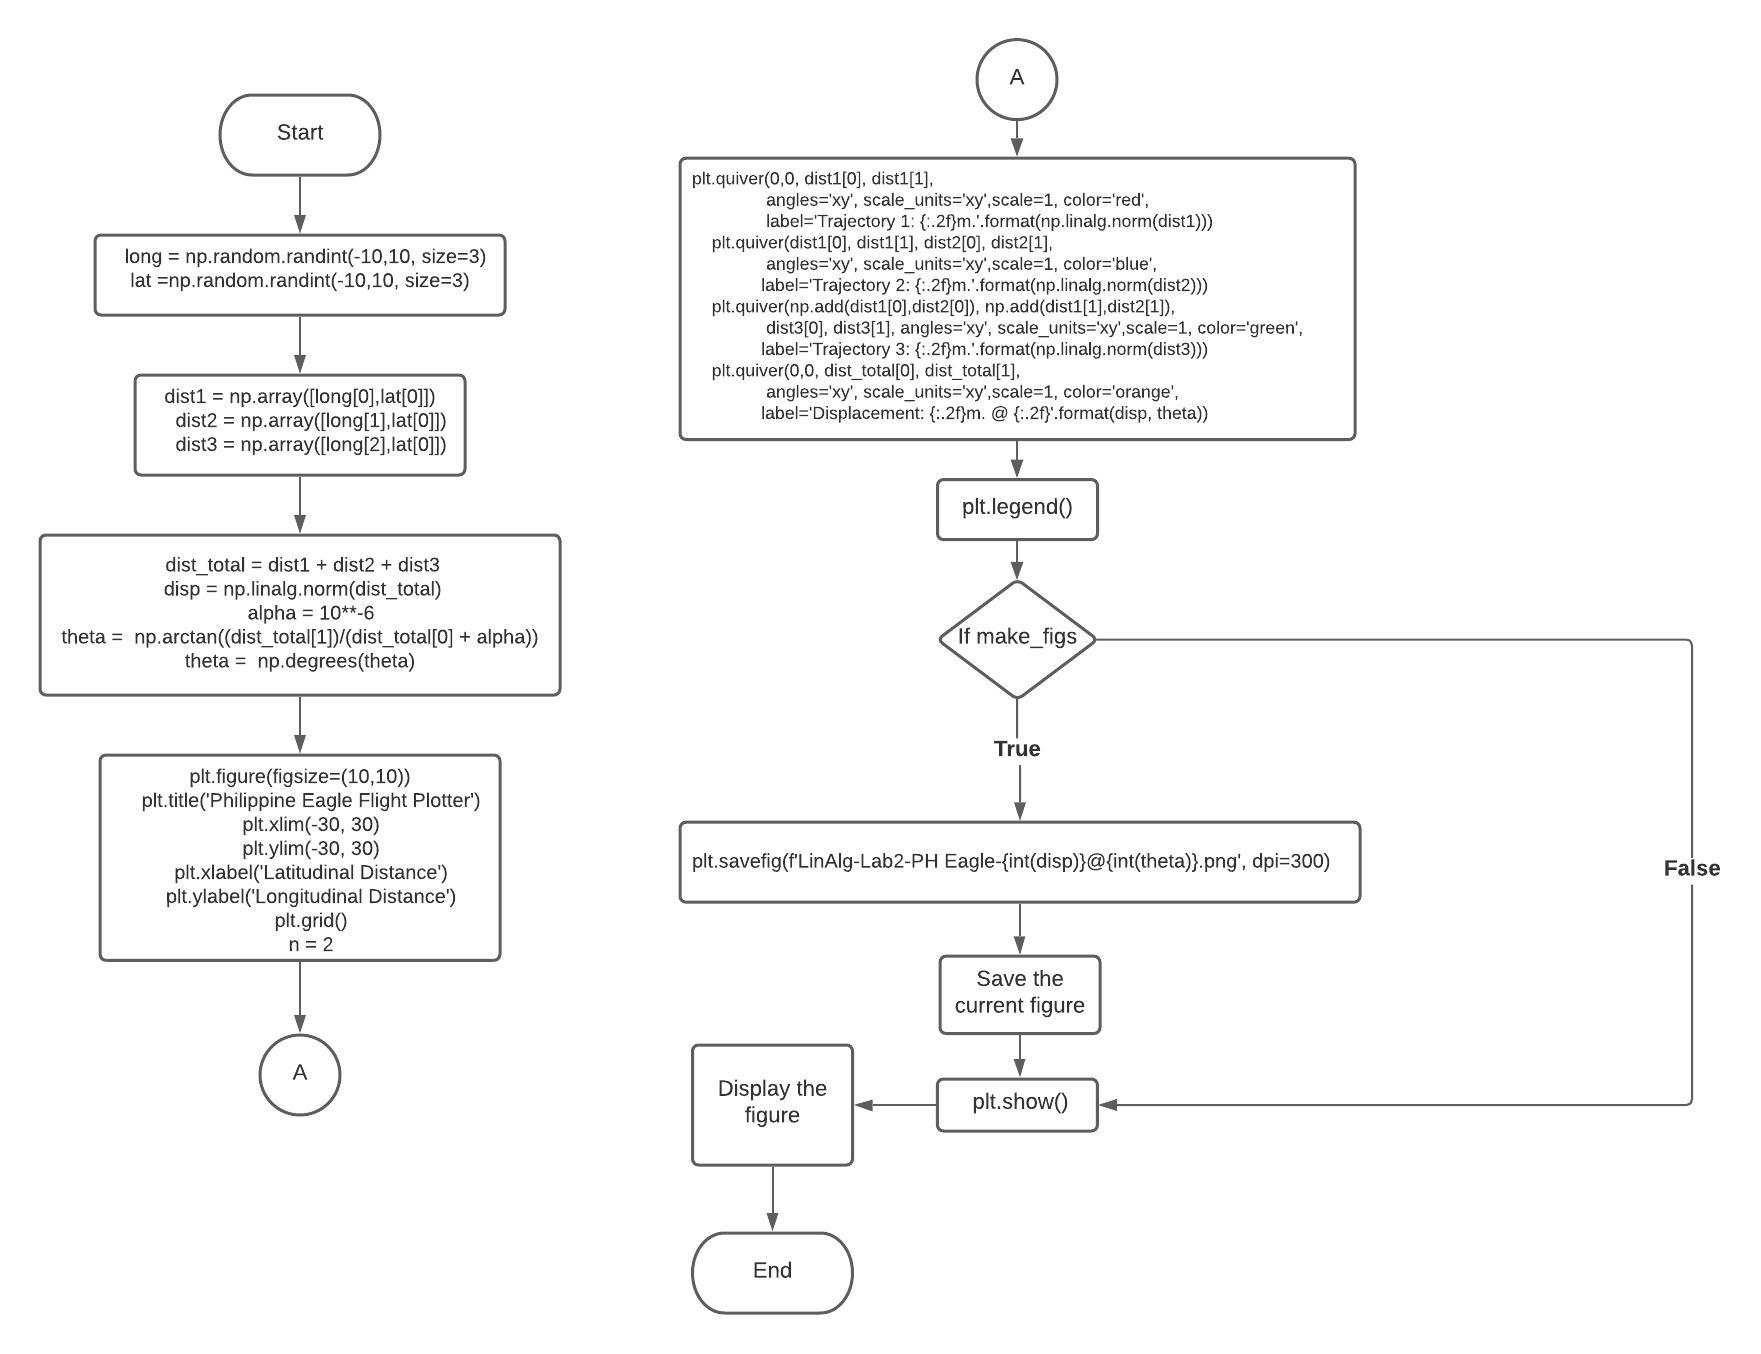 Start
long = np.random.randint(-10,10, size=3)
lat =np.random.randint(-10,10, size=3)
dist1 = np.array([long[0],lat[0]])
dist2 = np.array([long[1],lat[0]])
dist3 = np.array([long[2],lat[0]])
dist_total = dist1 + dist2 + dist3
disp = np.linalg.norm(dist_total)
alpha = 10**-6
theta =  np.arctan((dist_total[1])/(dist_total[0] + alpha))
theta =  np.degrees(theta)
plt.figure(figsize=(10,10))
plt.title('Philippine Eagle Flight Plotter')
plt.xlim(-30, 30)
plt.ylim(-30, 30)
plt.xlabel('Latitudinal Distance')
plt.ylabel('Longitudinal Distance')
plt.grid()
n = 2
A
A
plt.quiver(0,0, dist1[0], dist1[1],
angles='xy', scale_units='xy',scale=1, color='red',
label='Trajectory 1: {:.2f}m.'.format(np.linalg.norm(dist1)))
plt.quiver(dist1[0], dist1[1], dist2[0], dist2[1],
angles='xy', scale_units='xy',scale=1, color='blue',
label='Trajectory 2: {:.2f}m.'.format(np.linalg.norm(dist2)))
plt.quiver(np.add(dist1[0],dist2[0]), np.add(dist1[1],dist2[1]),
dist3[0], dist3[1], angles='xy', scale_units='xy',scale=1, color='green',
label='Trajectory 3: {:.2f}m.'.format(np.linalg.norm(dist3)))
plt.quiver(0,0, dist_total[0], dist_total[1],
angles='xy', scale_units='xy',scale=1, color='orange',
label='Displacement: {:.2f}m. @ {:.2f}'.format(disp, theta))
plt.legend()
If make_figs
True
False
plt.savefig(f'LinAlg-Lab2-PH Eagle-{int(disp)}@{int(theta)}.png', dpi=300)
Save the
current figure
plt.show()
Display the
figure
End